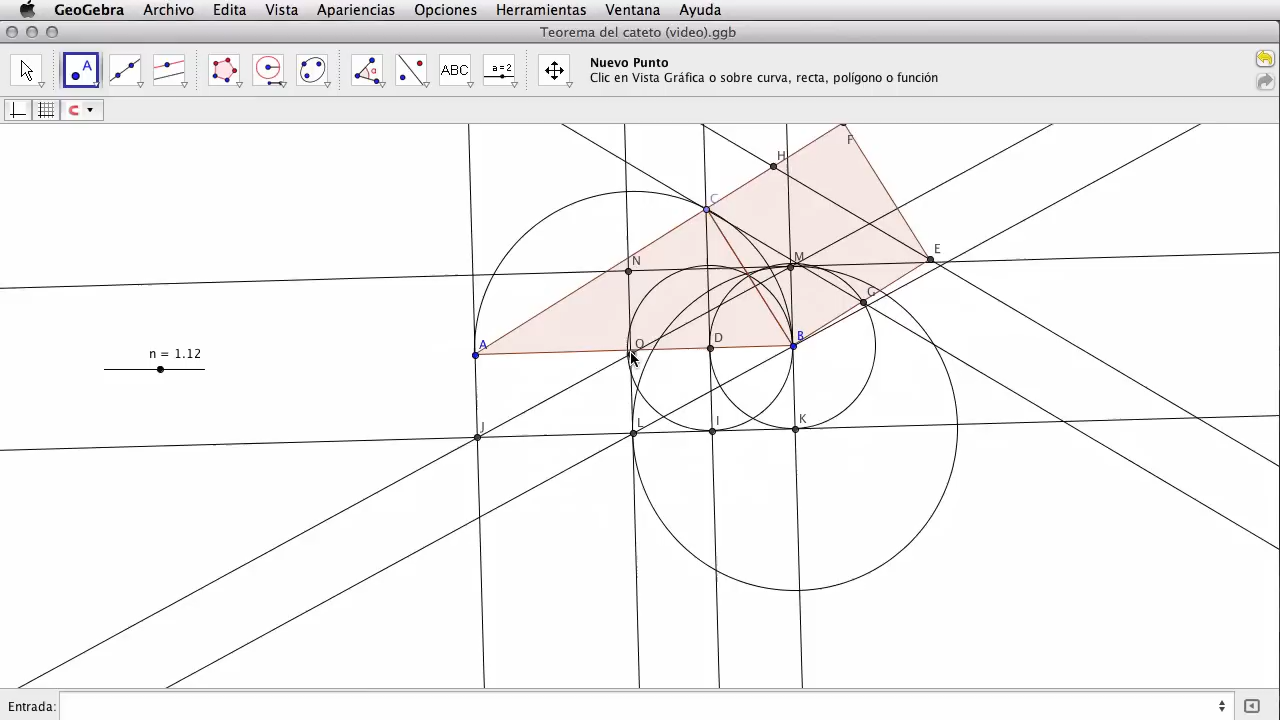 GeoGebra Archivo Edita Vista Apariencias Opciones Herramientas Ventana Ayuda
Teorema del cateto (video).ggb
A
ABC
a=2
α
Nuevo Punto
Clic en Vista Gráfica o sobre curva, recta, polígono o función
n = 1.12
F
H
C
E
M
N
G
B
D
O
A
J
L
I
K
Entrada: